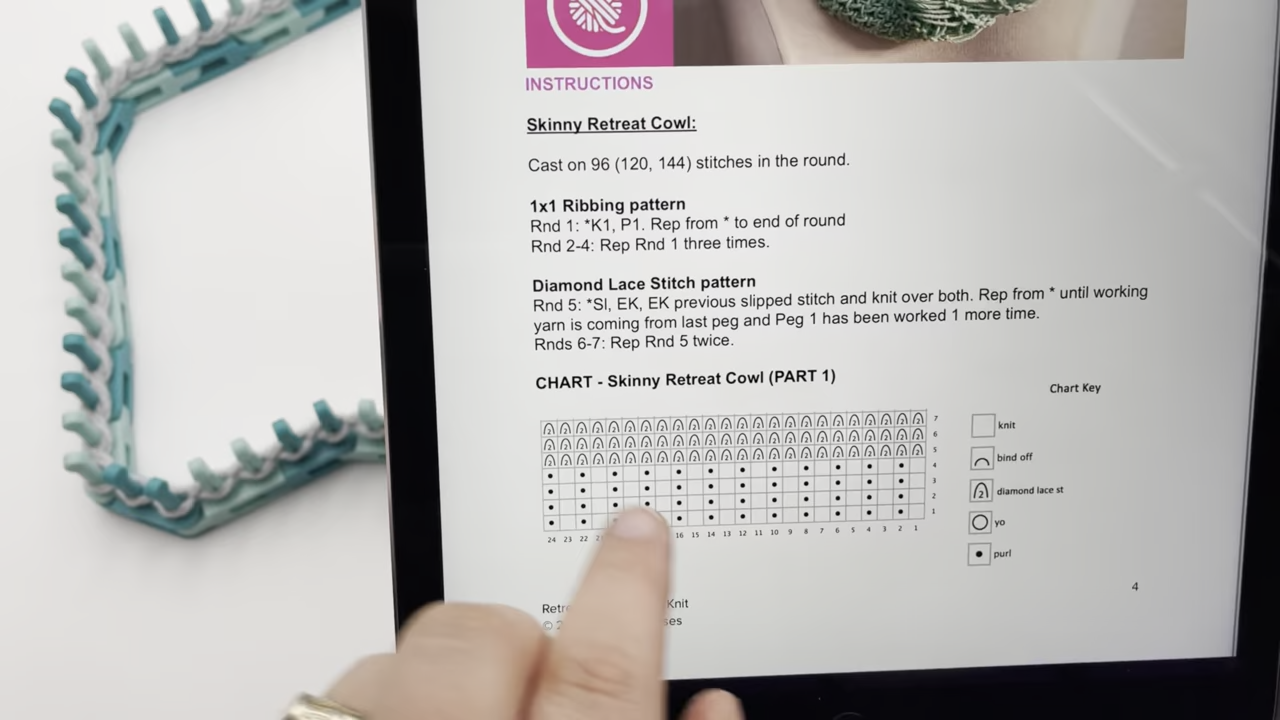 INSTRUCTIONS
Skinny Retreat Cowl:
Cast on 96 (120, 144) stitches in the round.
1x1 Ribbing pattern
Rnd 1: *K1, P1. Rep from * to end of round
Rnd 2-4: Rep Rnd 1 three times.
Diamond Lace Stitch pattern
Rnd 5: *Sl, EK, EK previous slipped stitch and knit over both. Rep from * until working
yarn is coming from last peg and Peg 1 has been worked 1 more time.
Rnds 6-7: Rep Rnd 5 twice.
CHART - Skinny Retreat Cowl (PART 1)
Chart Key
7
6
5
4
3
2
1
24 23 22 16 15 14 13 12 11 10 9 8 7 6 5 4 3 2 1
knit
bind off
2 diamond lace st
yo
purl
4
Knit
©